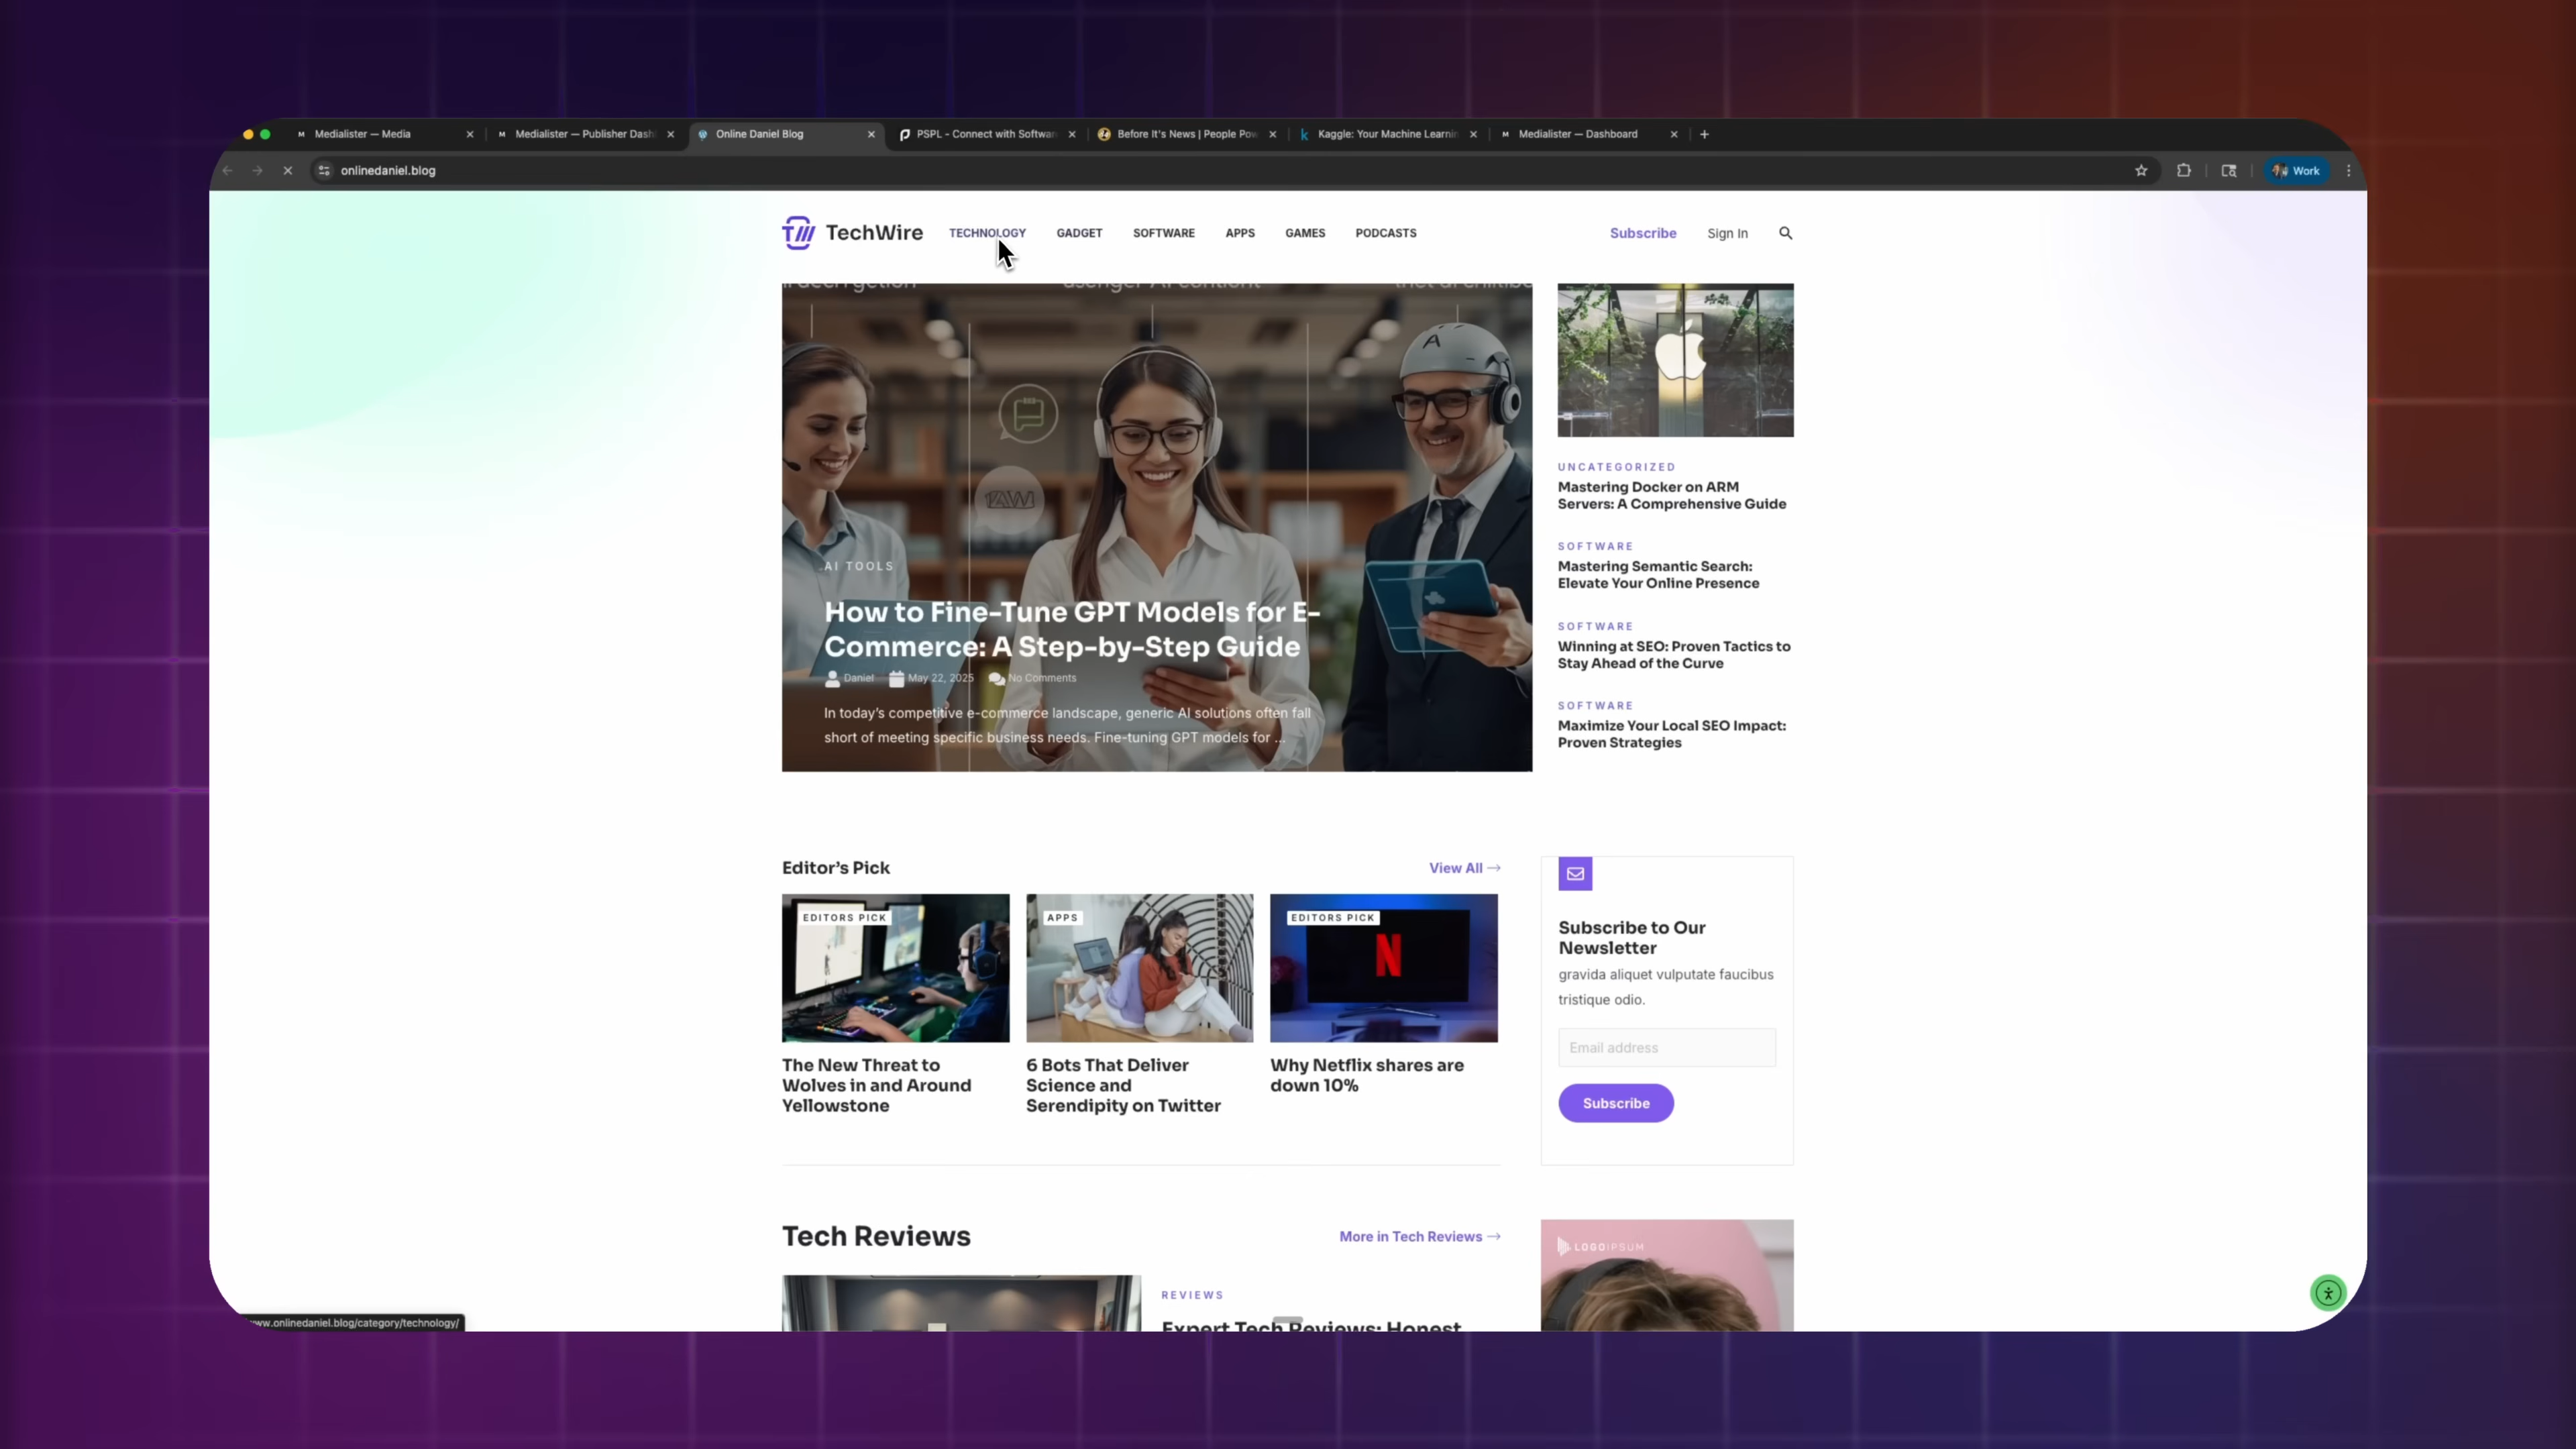 Medialister — Media
Medialister — Publisher Dash
Online Daniel Blog
PSPL - Connect with Softwar
Before It's News | People Pow
Kaggle: Your Machine Learnin
Medialister — Dashboard
onlinedaniel.blog
Work
TechWire
TECHNOLOGY
GADGET
SOFTWARE
APPS
GAMES
PODCASTS
Subscribe
Sign In
A
AI TOOLS
How to Fine-Tune GPT Models for E-
Commerce: A Step-by-Step Guide
Daniel
May 22, 2025
No Comments
In today's competitive e-commerce landscape, generic AI solutions often fall
short of meeting specific business needs. Fine-tuning GPT models for ...
UNCATEGORIZED
Mastering Docker on ARM
Servers: A Comprehensive Guide
SOFTWARE
Mastering Semantic Search:
Elevate Your Online Presence
SOFTWARE
Winning at SEO: Proven Tactics to
Stay Ahead of the Curve
SOFTWARE
Maximize Your Local SEO Impact:
Proven Strategies
Editor's Pick
View All →
EDITORS PICK
The New Threat to
Wolves in and Around
Yellowstone
APPS
6 Bots That Deliver
Science and
Serendipity on Twitter
EDITORS PICK
N
Why Netflix shares are
down 10%
Subscribe to Our
Newsletter
gravida aliquet vulputate faucibus
tristique odio.
Email address
Subscribe
Tech Reviews
More in Tech Reviews →
REVIEWS
Expert Tech Reviews: Honest
LOGOIPSUM
www.onlinedaniel.blog/category/technology/